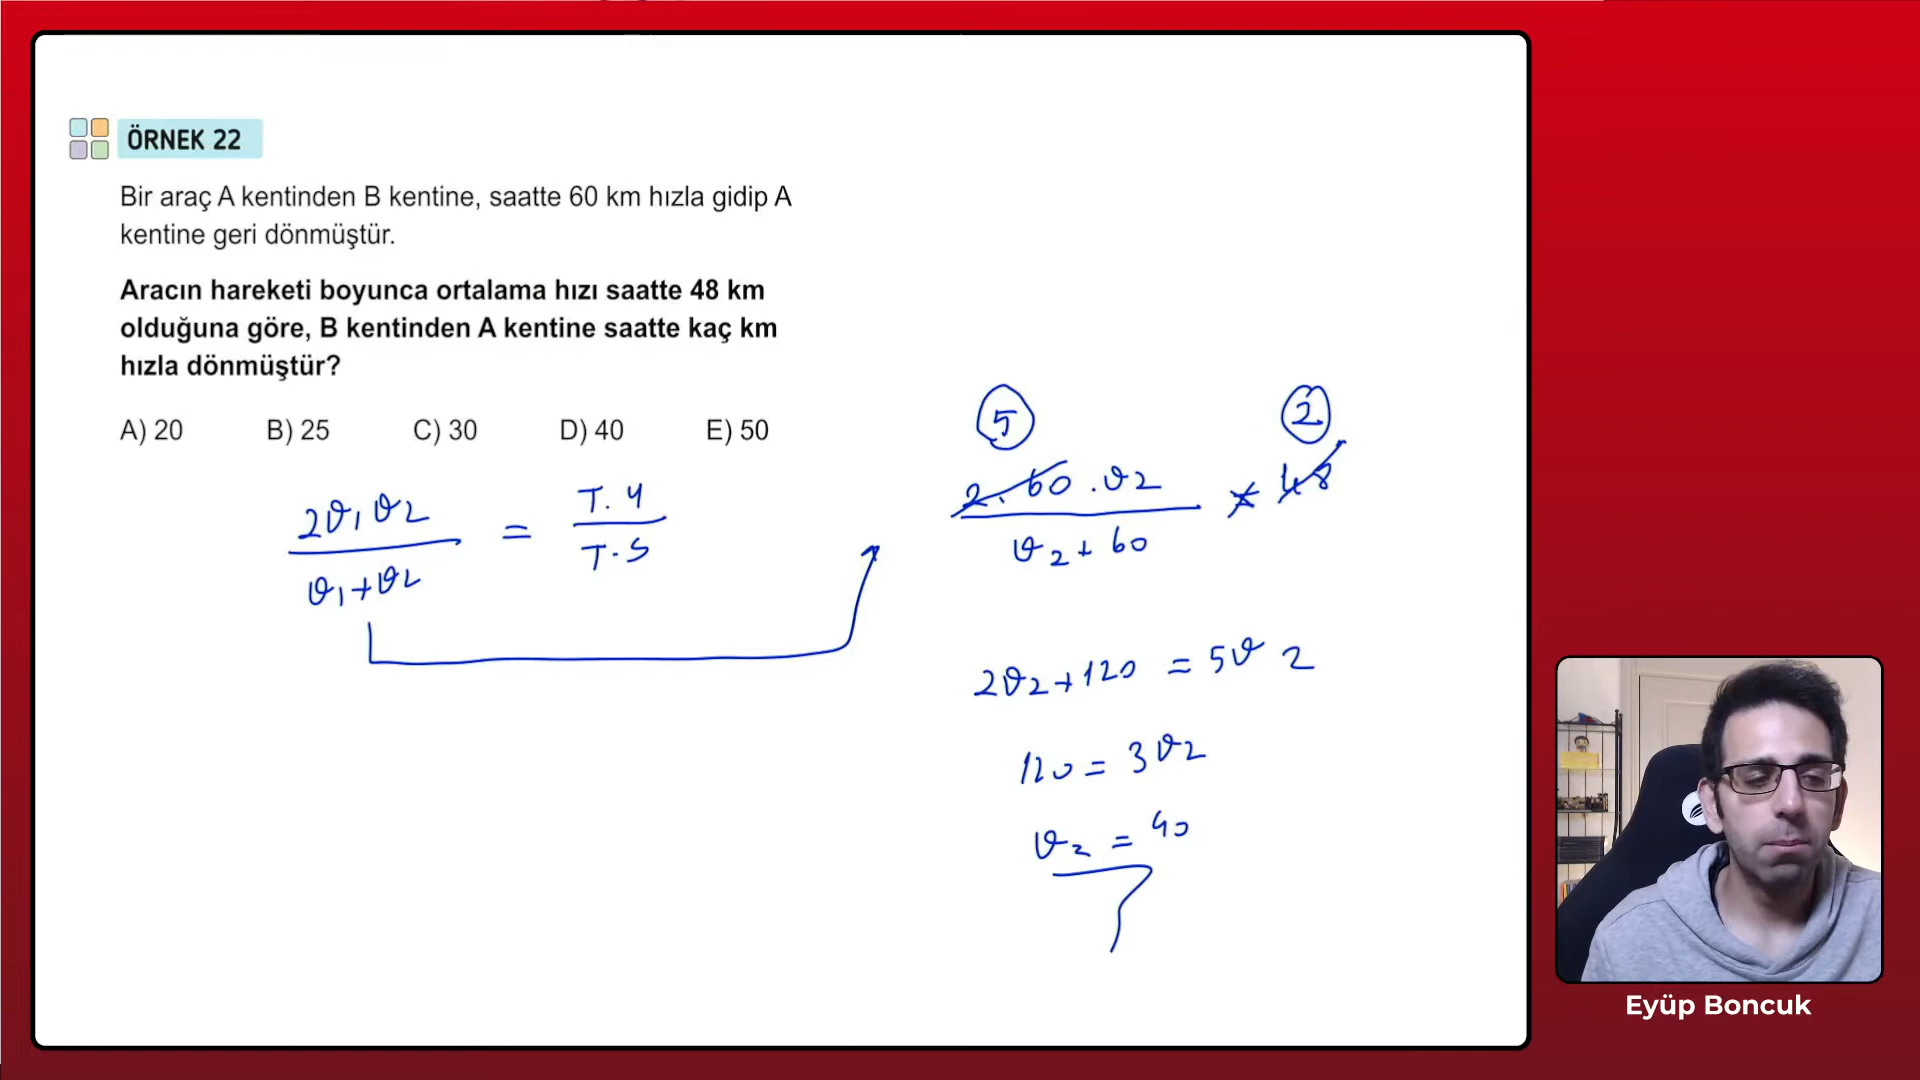 ÖRNEK 22
Bir araç A kentinden B kentine, saatte 60 km hızla gidip A
kentine geri dönmüştür.
Aracın hareketi boyunca ortalama hızı saatte 48 km
olduğuna göre, B kentinden A kentine saatte kaç km
hızla dönmüştür?
A) 20 B) 25 C) 30 D) 40 E) 50
2ϑ₁ϑ₂ / ϑ₁+ϑ₂ = T.Y / T.S
5 2
2.60.ϑ2 / ϑ2+60 = 48
2ϑ2+120 = 5ϑ2
120 = 3ϑ2
ϑ2 = 40
Eyüp Boncuk